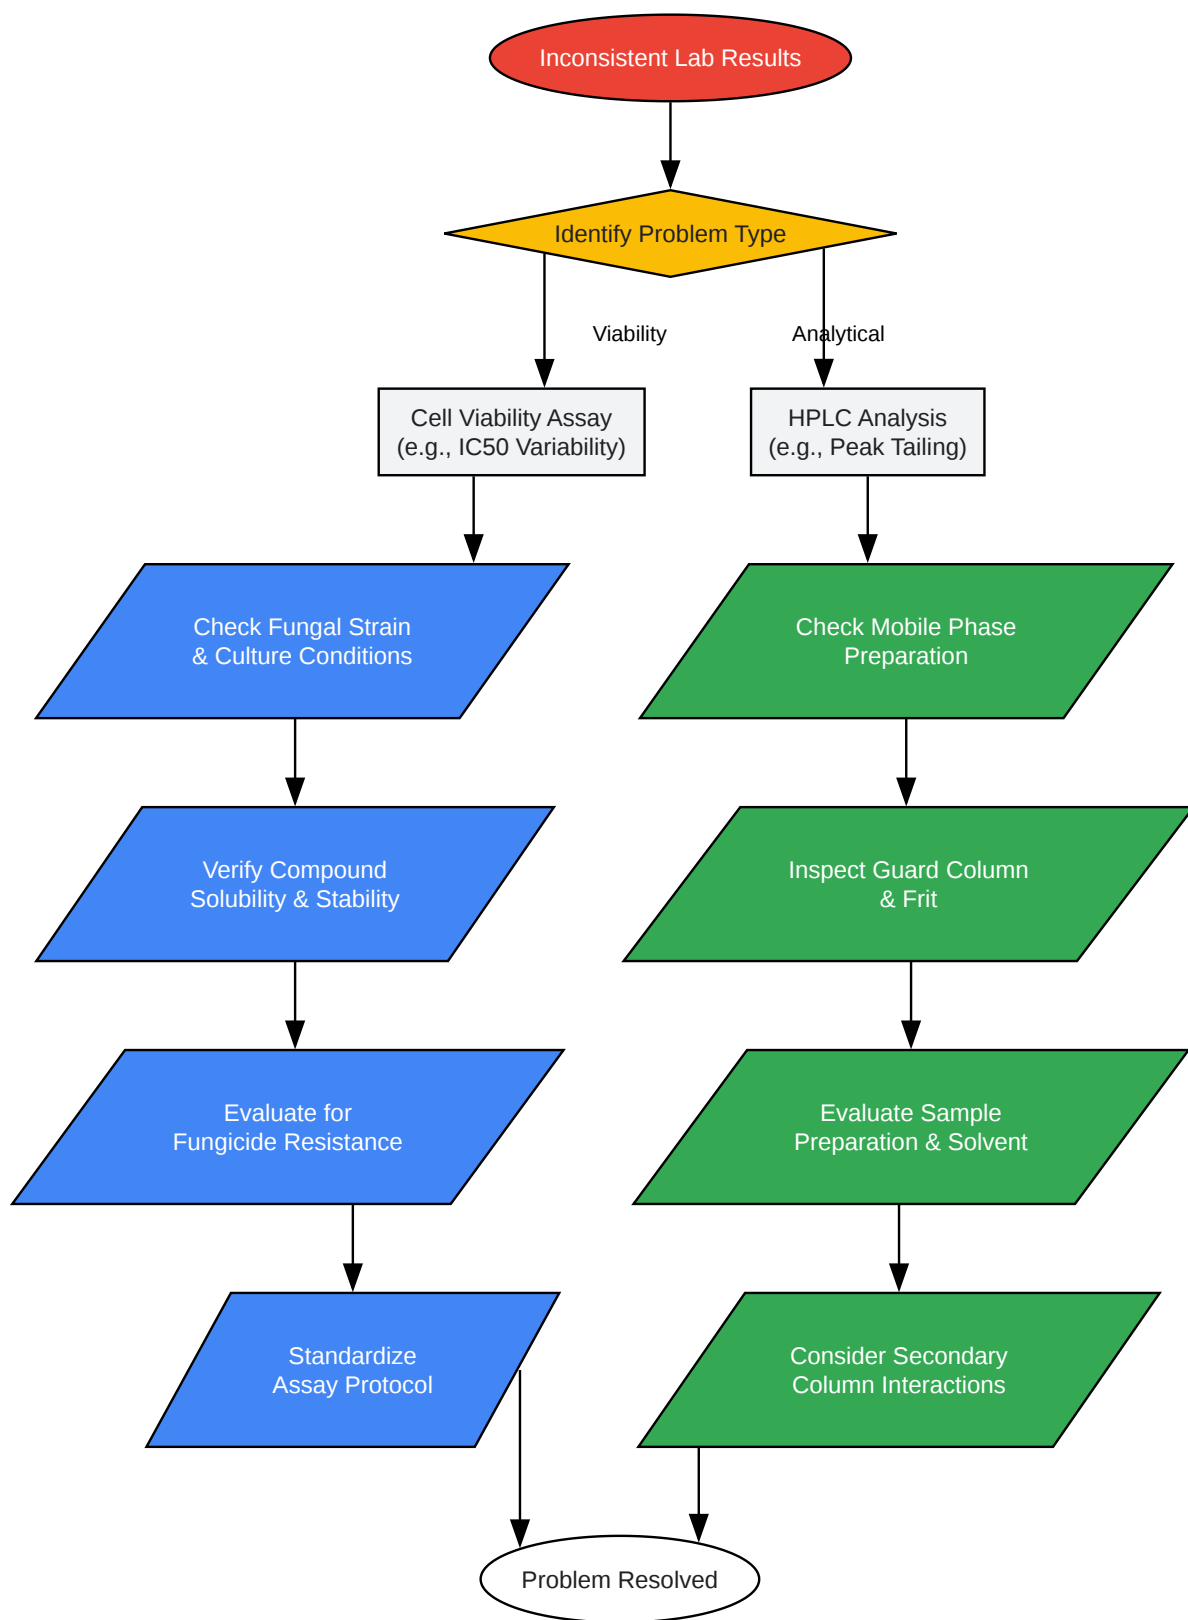 Inconsistent Lab Results
Identify Problem Type
Viability
Analytical
Cell Viability Assay
(e.g., IC50 Variability)
HPLC Analysis
(e.g., Peak Tailing)
Check Fungal Strain
& Culture Conditions
Check Mobile Phase
Preparation
Verify Compound
Solubility & Stability
Inspect Guard Column
& Frit
Evaluate for
Fungicide Resistance
Evaluate Sample
Preparation & Solvent
Standardize
Assay Protocol
Consider Secondary
Column Interactions
Problem Resolved